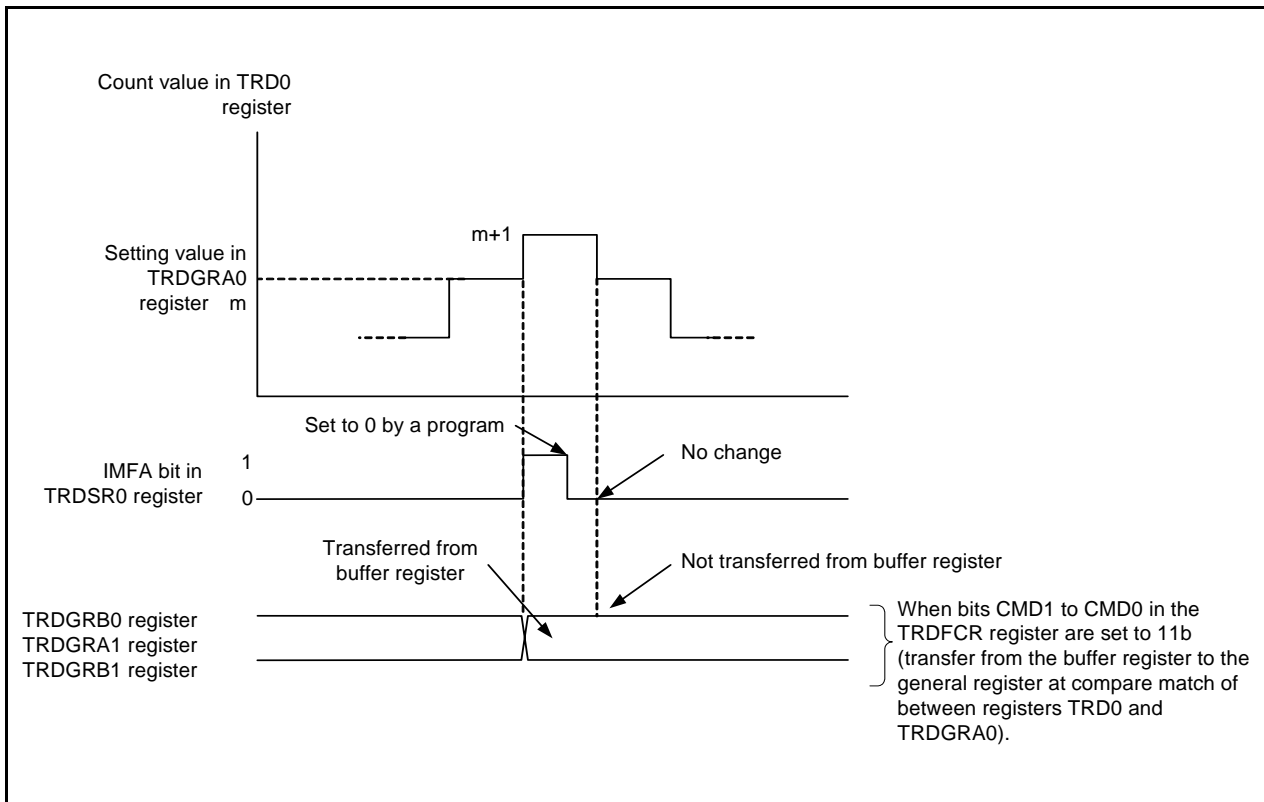 Count value in TRD0
register
m+1
Setting value in
TRDGRA0
register m
Set to 0 by a program
No change
IMFA bit in
TRDSR0 register
1
0
Transferred from
buffer register
Not transferred from buffer register
TRDGRB0 register
TRDGRA1 register
TRDGRB1 register
When bits CMD1 to CMD0 in the
TRDFCR register are set to 11b
(transfer from the buffer register to the
general register at compare match of
between registers TRD0 and
TRDGRA0).